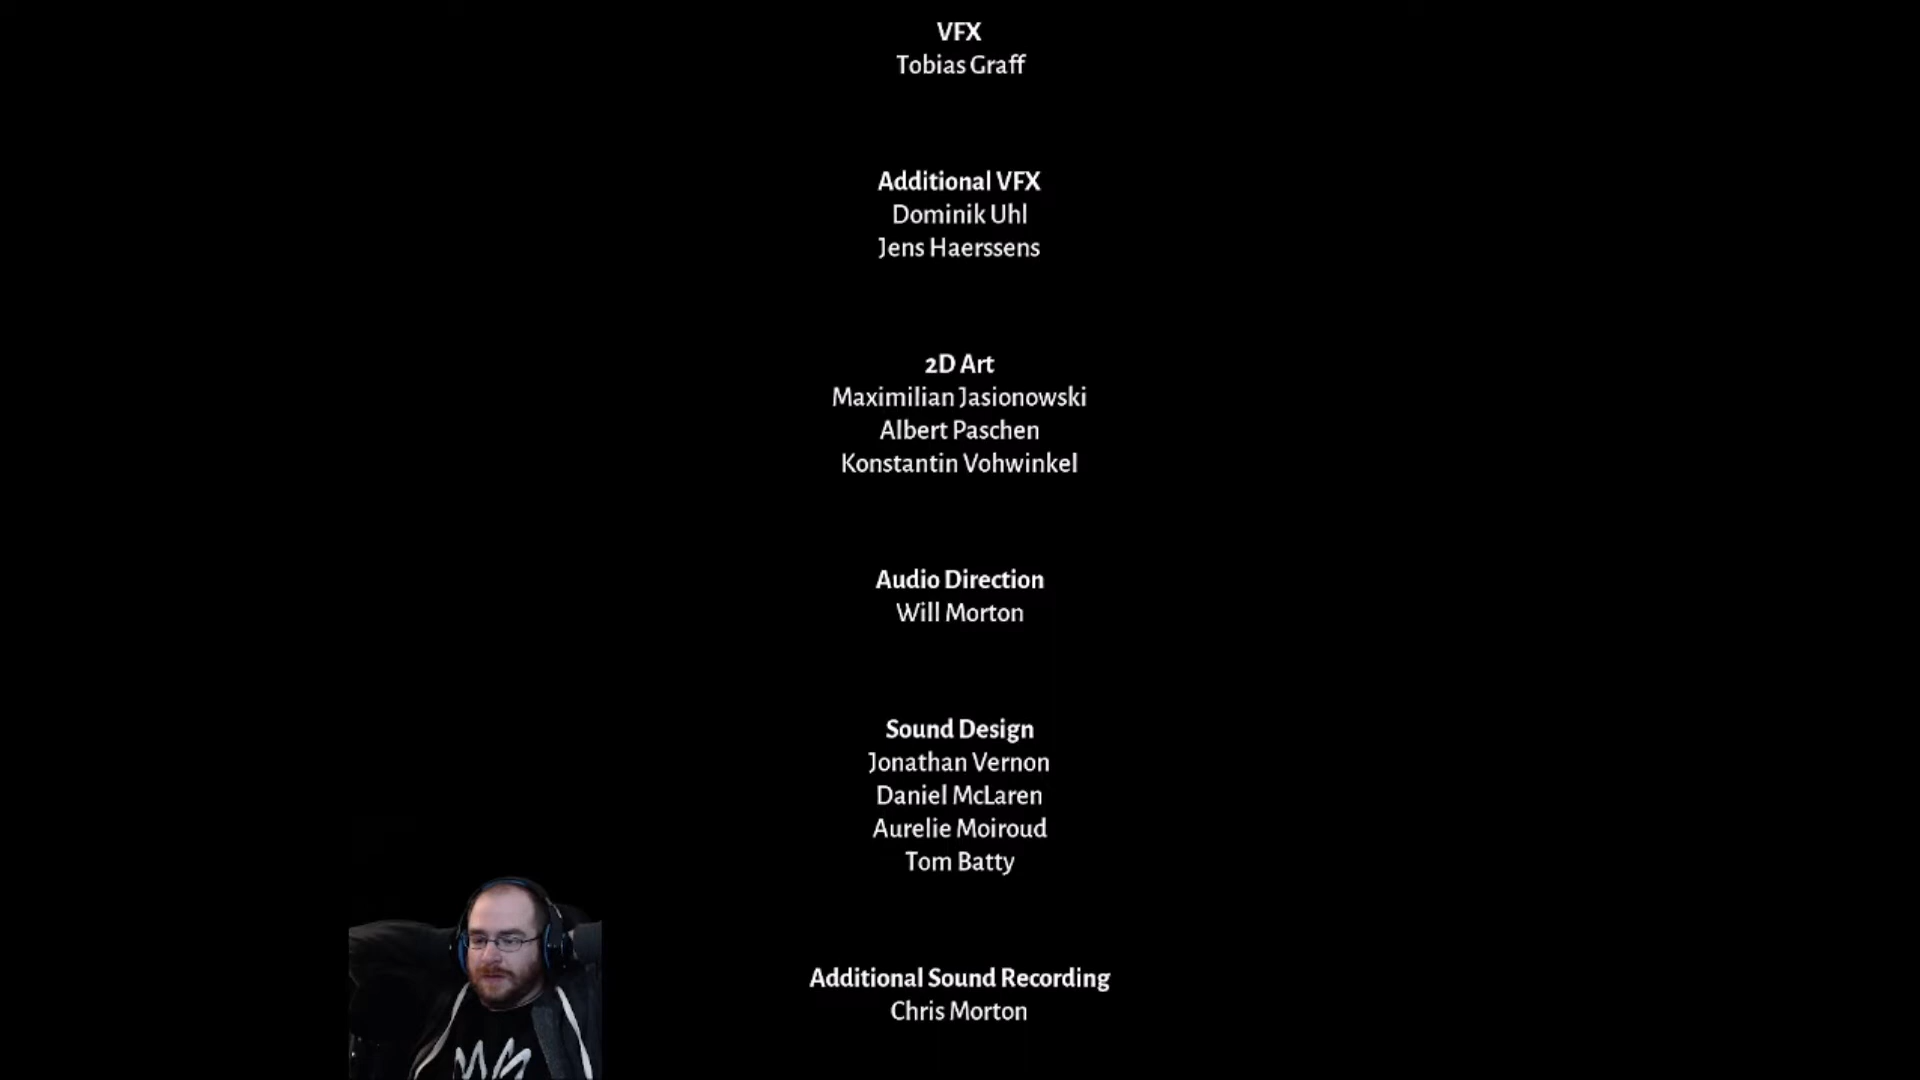 VFX
Tobias Graff
Additional VFX
Dominik Uhl
Jens Haerssens
2D Art
Maximilian Jasionowski
Albert Paschen
Konstantin Vohwinkel
Audio Direction
Will Morton
Sound Design
Jonathan Vernon
Daniel McLaren
Aurelie Moiroud
Tom Batty
Additional Sound Recording
Chris Morton